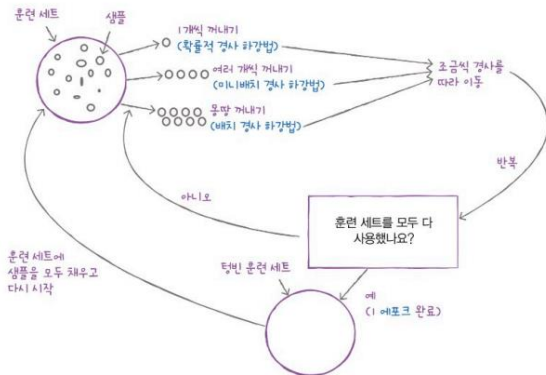 훈련 세트
샘플
1개씩 꺼내기
(확률적 경사 하강법)
여러 개씩 꺼내기
(미니배치 경사 하강법)
몽땅 꺼내기
(배치 경사 하강법)
조금씩 경사를
따라 이동
반복
아니오
훈련 세트를 모두 다
사용했나요?
훈련 세트에
샘플을 모두 채우고
다시 시작
텅빈 훈련 세트
예
(1 에포크 완료)